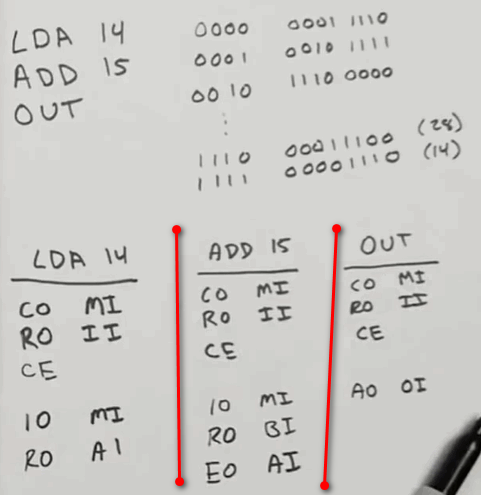 LDA 14
ADD 15
OUT
0000 0001 1110
0001 0010 1111
0010 1110 0000
⋮
1110 00011100 (28)
1111 00001110 (14)
LDA 14
CO MI
RO II
CE
IO MI
RO AI
ADD 15
CO MI
RO II
CE
IO MI
RO BI
EO AI
OUT
CO MI
RO II
CE
AO OI